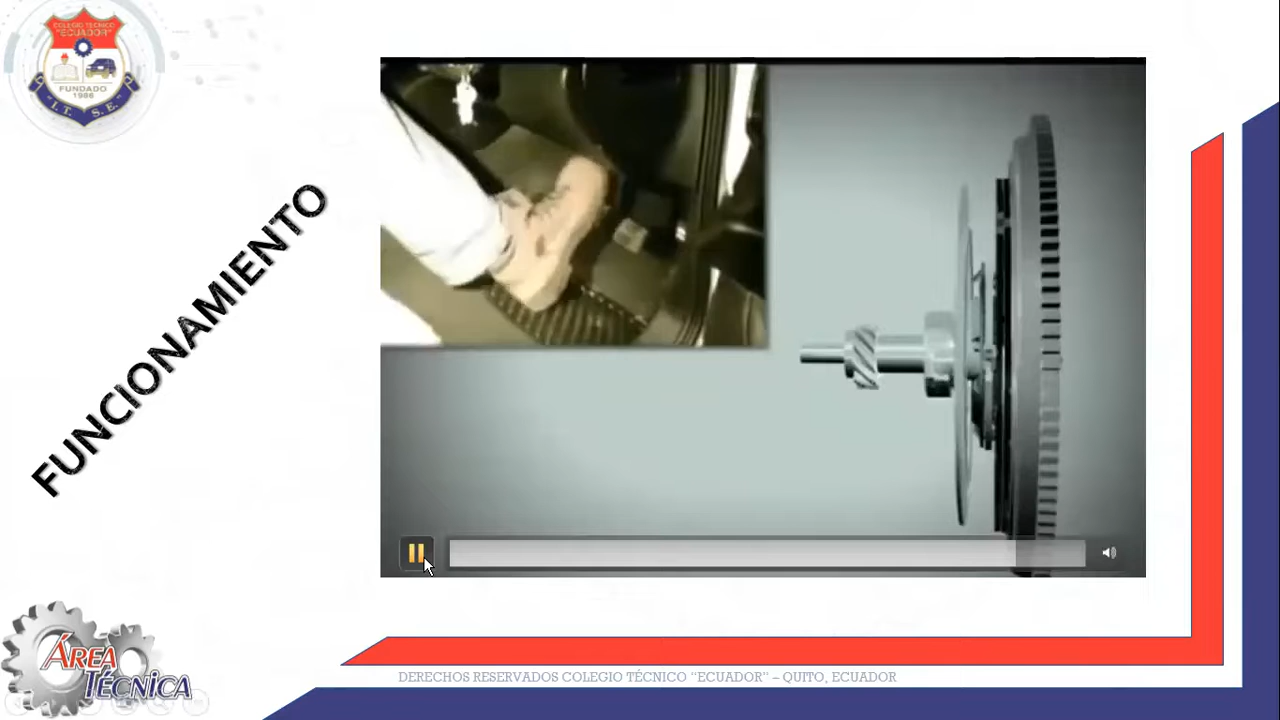 COLEGIO TÉCNICO
"ECUADOR"
FUNDADO
1986
I.T.S.E.
FUNCIONAMIENTO
ÁREA
TÉCNICA
DERECHOS RESERVADOS COLEGIO TÉCNICO “ECUADOR” – QUITO, ECUADOR